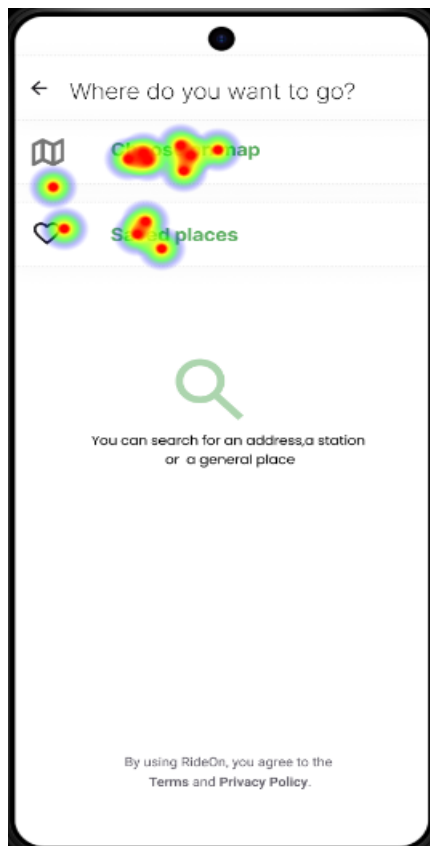 Where do you want to go?
map
places
You can search for an address,a station
or a general place
By using RideOn, you agree to the
Terms and Privacy Policy.